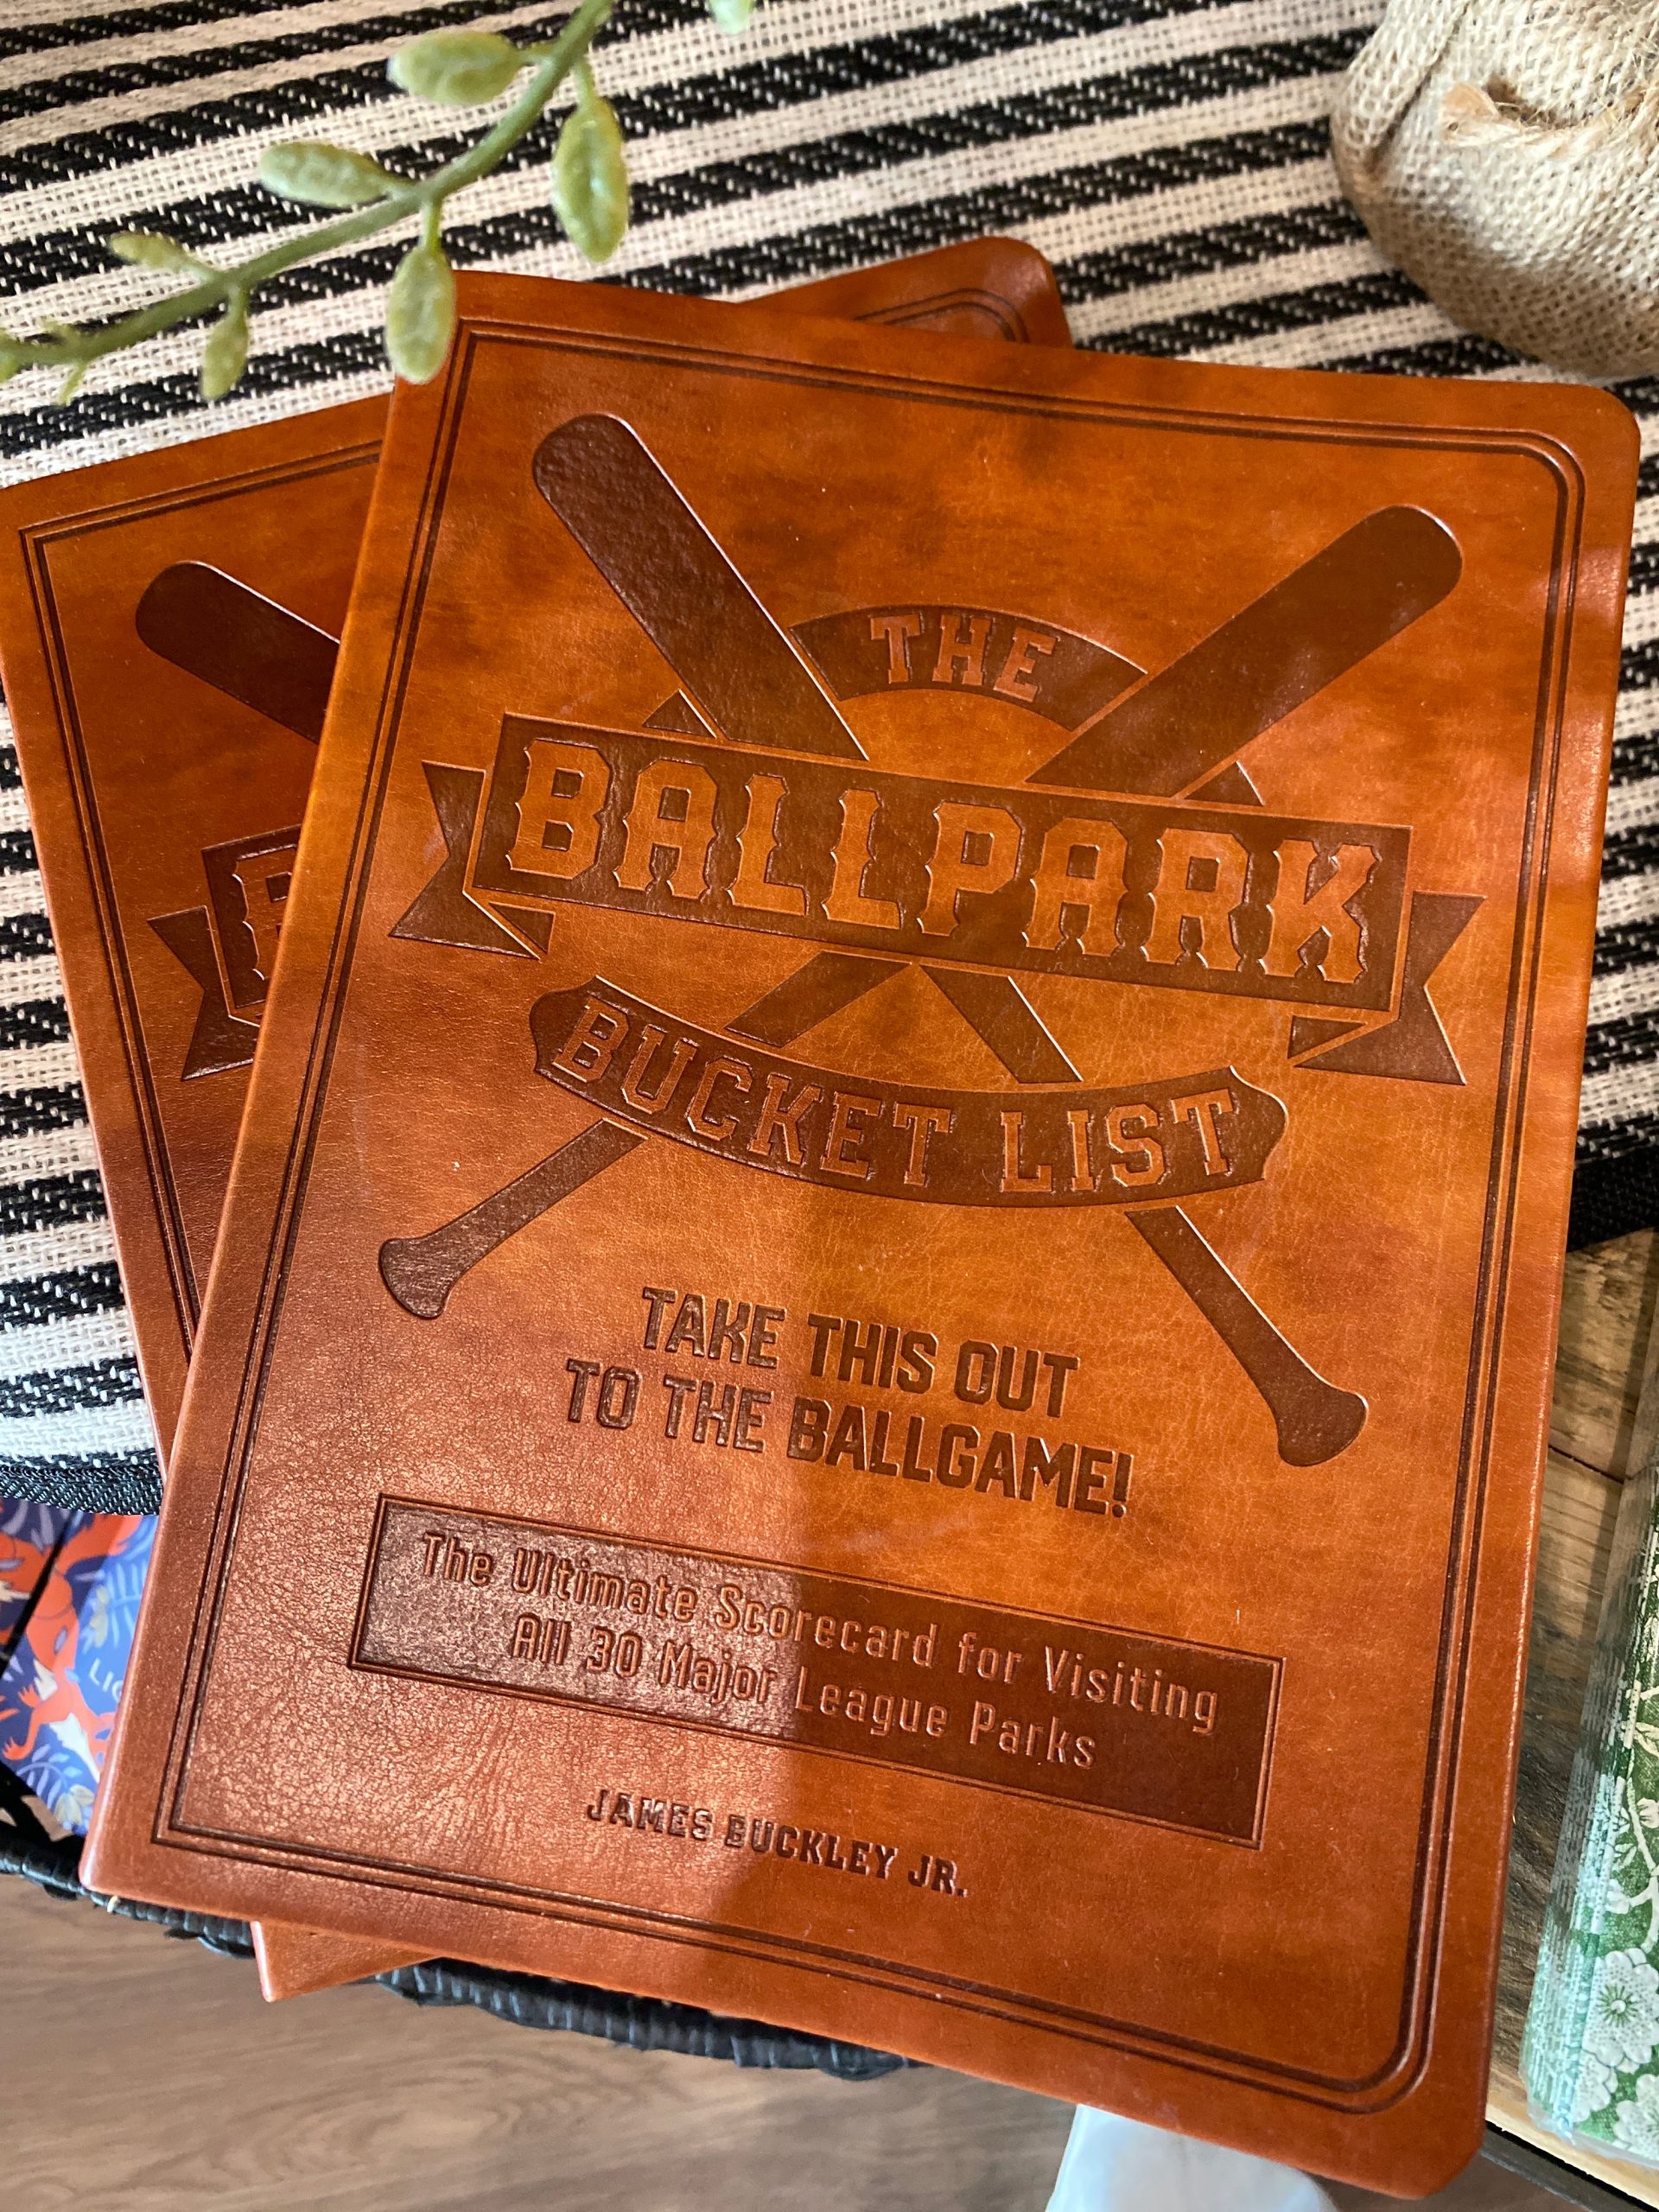 THE
BALLPARK
BUCKET LIST
TAKE THIS OUT
TO THE BALLGAME!
The Ultimate Scorecard for Visiting
All 30 Major League Parks
JAMES BUCKLEY JR.
B